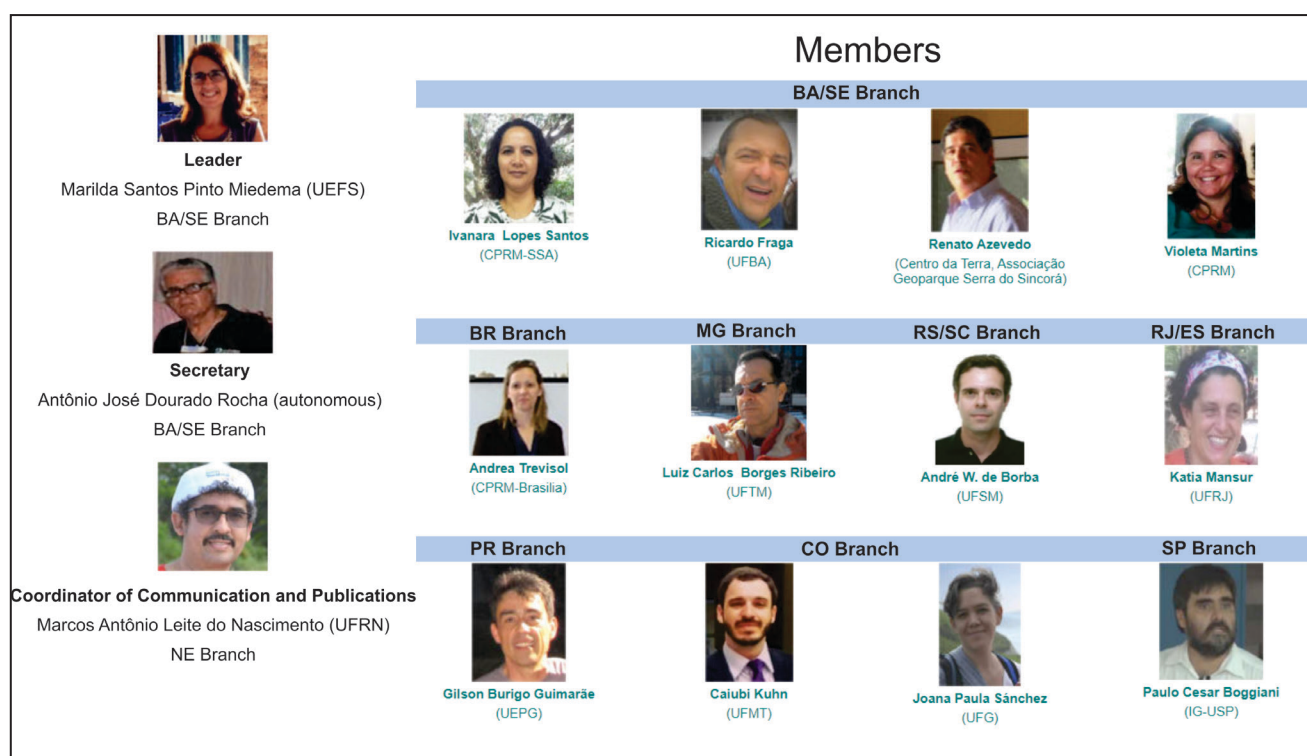 Leader
Marilda Santos Pinto Miedema (UEFS)
BA/SE Branch
Secretary
Antônio José Dourado Rocha (autonomous)
BA/SE Branch
Coordinator of Communication and Publications
Marcos Antônio Leite do Nascimento (UFRN)
NE Branch
Members
BA/SE Branch
Ivanara Lopes Santos
(CPRM-SSA)
Ricardo Fraga
(UFBA)
Renato Azevedo
(Centro da Terra, Associação
Geoparque Serra do Sincorá)
Violeta Martins
(CPRM)
BR Branch
MG Branch
RS/SC Branch
RJ/ES Branch
Andrea Trevisol
(CPRM-Brasilia)
Luiz Carlos Borges Ribeiro
(UFTM)
André W. de Borba
(UFSM)
Katia Mansur
(UFRJ)
PR Branch
CO Branch
SP Branch
Gilson Burigo Guimarãe
(UEPG)
Caiubi Kuhn
(UFMT)
Joana Paula Sánchez
(UFG)
Paulo Cesar Boggiani
(IG-USP)